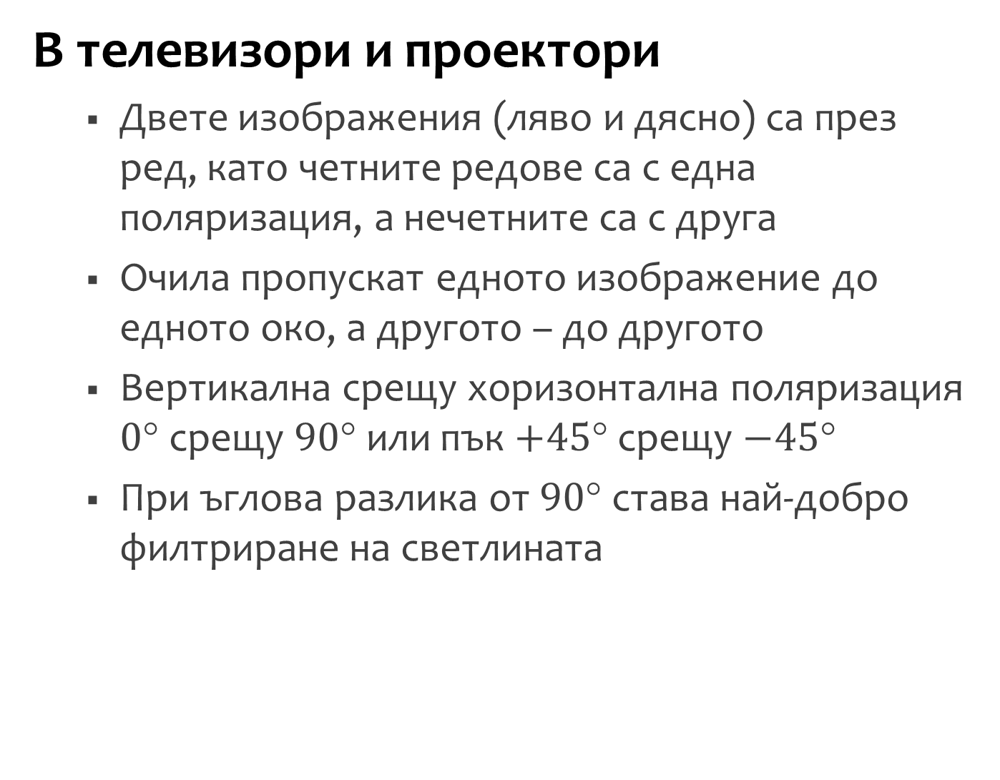 В телевизори и проектори
▪ Двете изображения (ляво и дясно) са през
ред, като четните редове са с една
поляризация, а нечетните са с друга
▪ Очила пропускат едното изображение до
едното око, а другото – до другото
▪ Вертикална срещу хоризонтална поляризация
0° срещу 90° или пък +45° срещу −45°
▪ При ъглова разлика от 90° става най-добро
филтриране на светлината